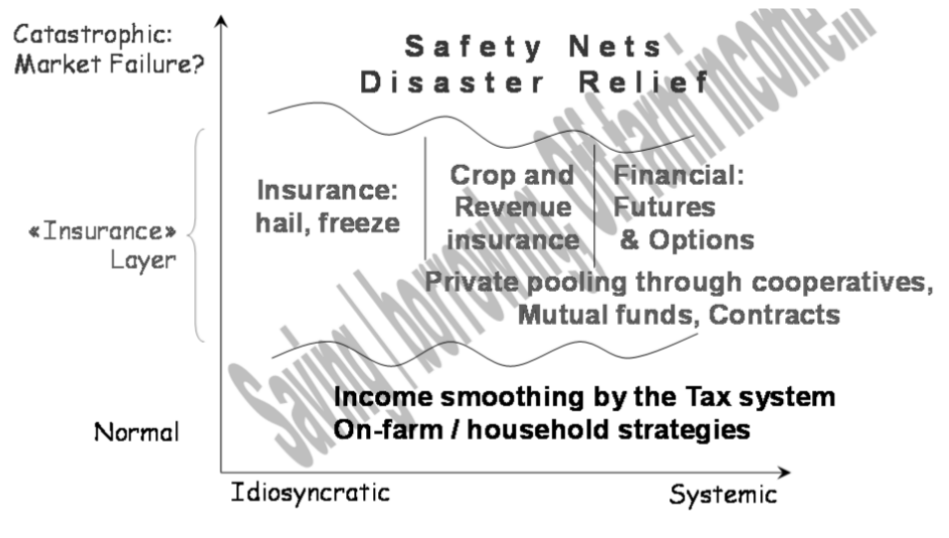 Catastrophic:
Market Failure?
Safety Nets
Disaster Relief
Saving / borrowing, Off-farm income...
«Insurance»
Layer
Insurance:
hail, freeze
Crop and
Revenue
insurance
Financial:
Futures
& Options
Private pooling through cooperatives,
Mutual funds, Contracts
Income smoothing by the Tax system
On-farm / household strategies
Normal
Idiosyncratic
Systemic